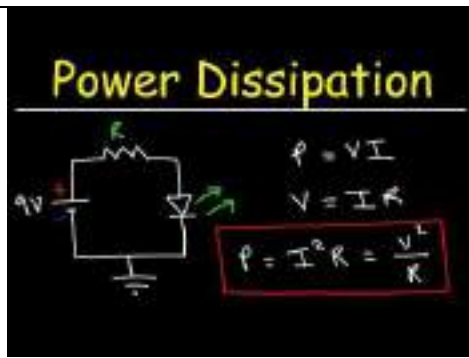 Power Dissipation
R
9V
+
P = VI
V = IR
P = I²R = V²/R